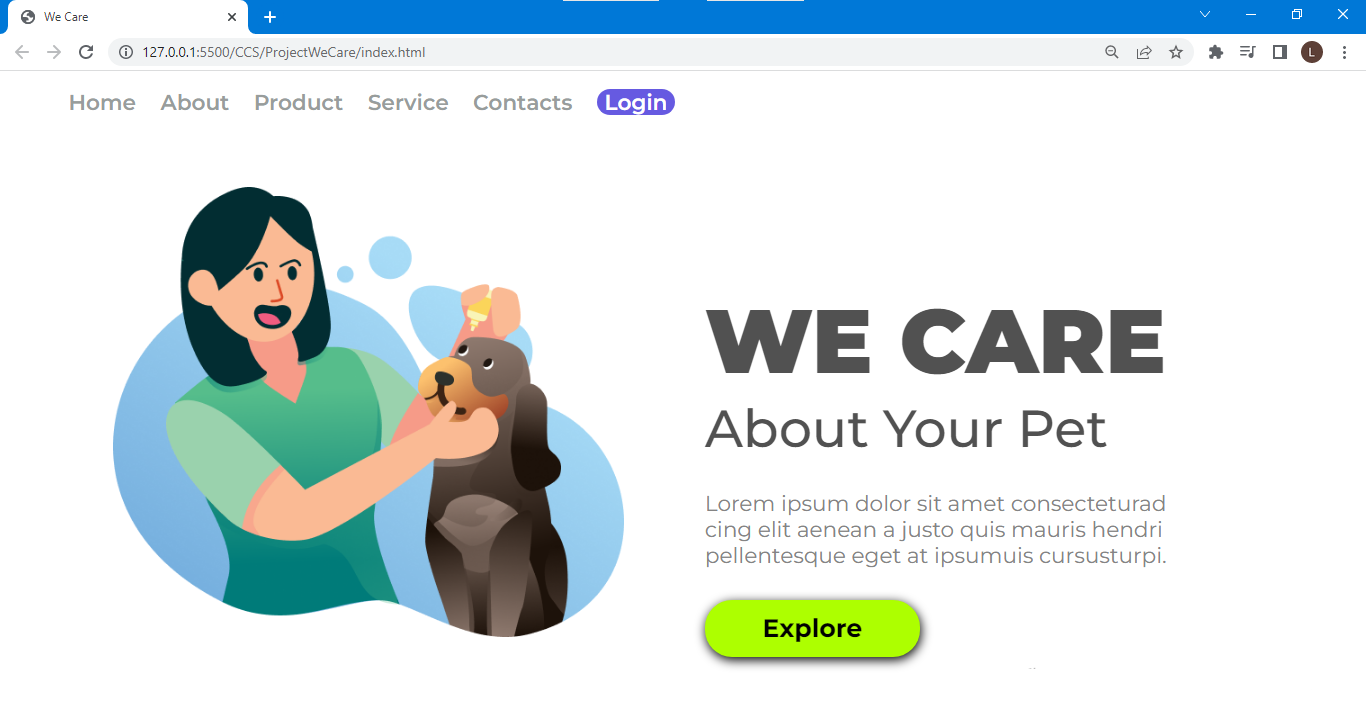 We Care
127.0.0.1:5500/CCS/ProjectWeCare/index.html
L
Home About Product Service Contacts Login
WE CARE
About Your Pet
Lorem ipsum dolor sit amet consecteturad
cing elit aenean a justo quis mauris hendri
pellentesque eget at ipsumuis cursusturpi.
Explore